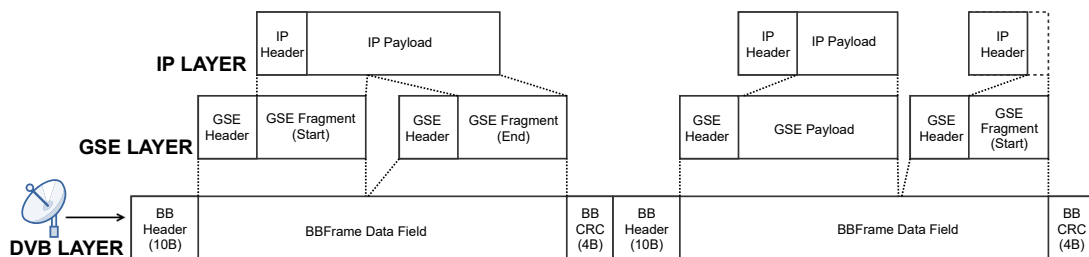 IP
Header
IP Payload
IP
Header
IP Payload
IP
Header
IP LAYER
GSE
Header
GSE Fragment
(Start)
GSE
Header
GSE Fragment
(End)
GSE
Header
GSE Payload
GSE
Header
GSE
Fragment
(Start)
GSE LAYER
BB
Header
(10B)
BBFrame Data Field
BB
CRC
(4B)
BB
Header
(10B)
BBFrame Data Field
BB
CRC
(4B)
DVB LAYER